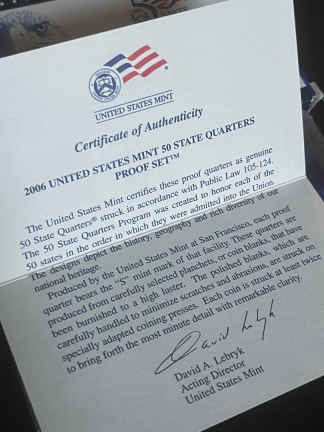 UNITED STATES MINT
Certificate of Authenticity
2006 UNITED STATES MINT 50 STATE QUARTERS
PROOF SET™
The United States Mint certifies these proof quarters as genuine
50 State Quarters® struck in accordance with Public Law 105-124.
The 50 State Quarters Program was created to honor each of the
50 states in the order in which they were admitted into the Union.
The designs depict the history, geography and rich diversity of our
national heritage.
Produced by the United States Mint at San Francisco, each proof
quarter bears the "S" mint mark of that facility. These quarters are
produced from carefully selected planchets, or coin blanks, that have
been burnished to a high luster. The polished blanks, which are
carefully handled to minimize scratches and abrasions, are struck on
specially adapted coining presses. Each coin is struck at least twice
to bring forth the most minute detail with remarkable clarity.
David A. Lebryk
Acting Director
United States Mint